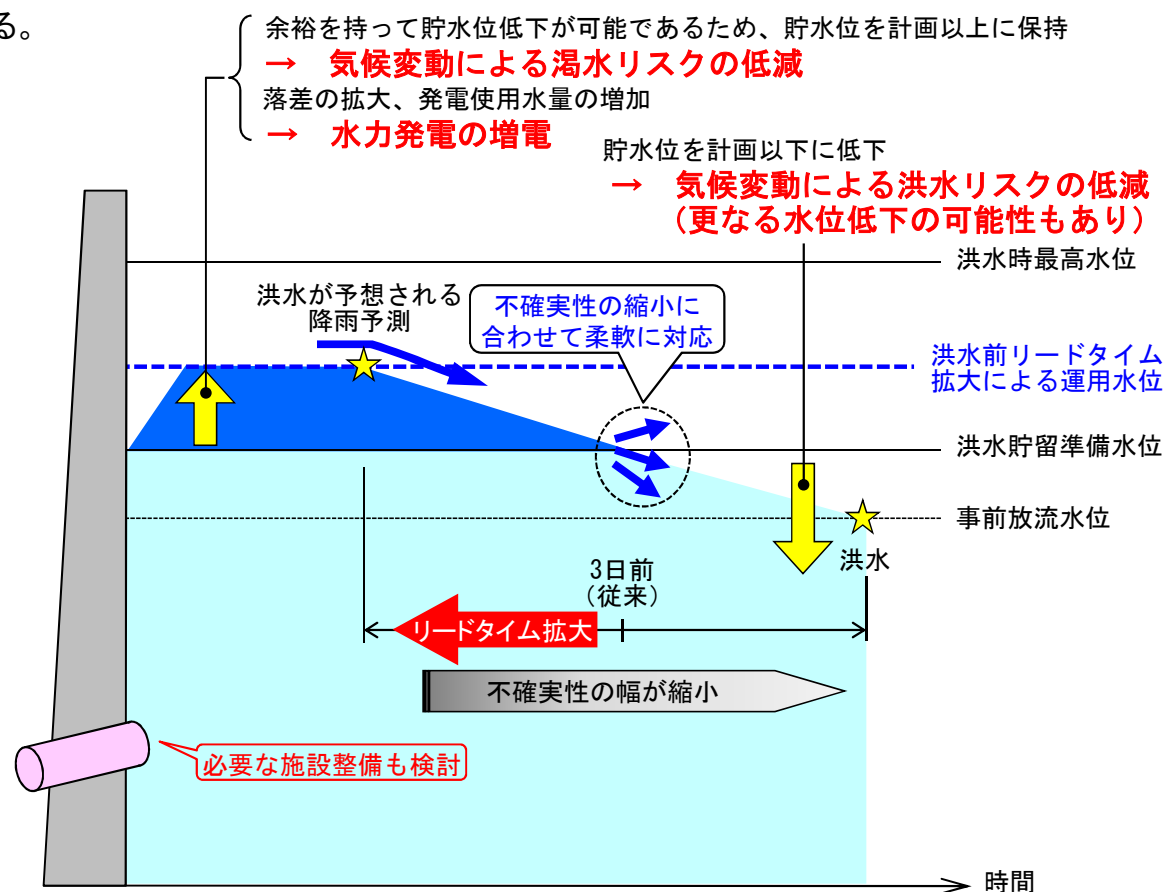 る。
余裕を持って貯水位低下が可能であるため、貯水位を計画以上に保持
→ 気候変動による渇水リスクの低減
落差の拡大、発電使用水量の増加
→ 水力発電の増電
貯水位を計画以下に低下
→ 気候変動による洪水リスクの低減
(更なる水位低下の可能性もあり)
洪水時最高水位
洪水が予想される
降雨予測
不確実性の縮小に
合わせて柔軟に対応
洪水前リードタイム
拡大による運用水位
洪水貯留準備水位
事前放流水位
洪水
3日前
(従来)
リードタイム拡大
不確実性の幅が縮小
必要な施設整備も検討
時間